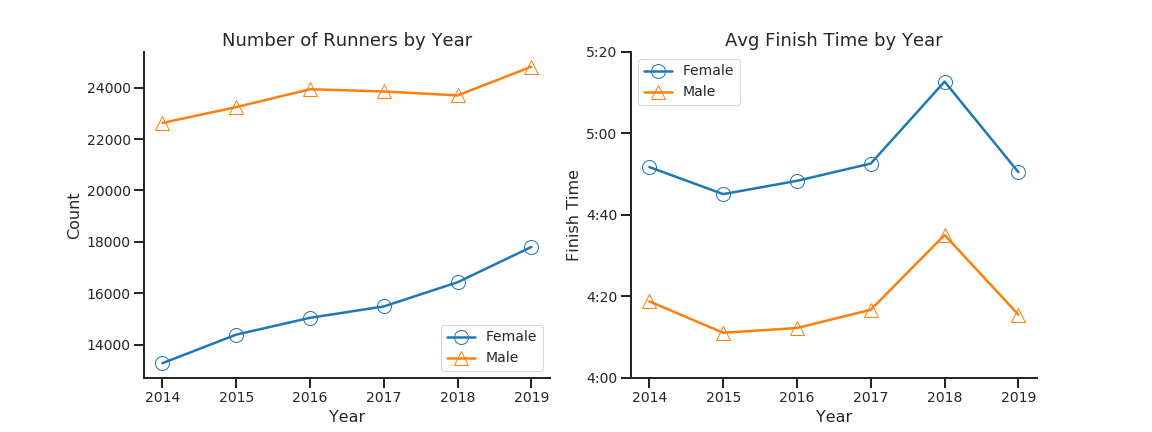 Number of Runners by Year
24000
22000
20000
18000
16000
14000
Count
Female
Male
2014 2015 2016 2017 2018 2019
Year
Avg Finish Time by Year
5:20
5:00
4:40
4:20
4:00
Finish Time
Female
Male
2014 2015 2016 2017 2018 2019
Year